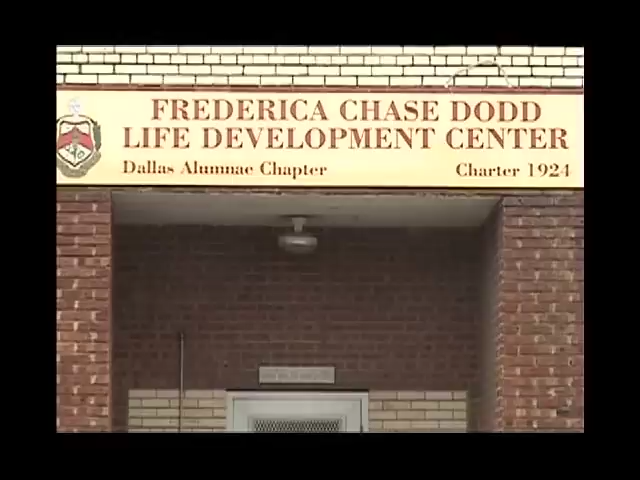 FREDERICA CHASE DODD
LIFE DEVELOPMENT CENTER
Dallas Alumnae Chapter Charter 1924